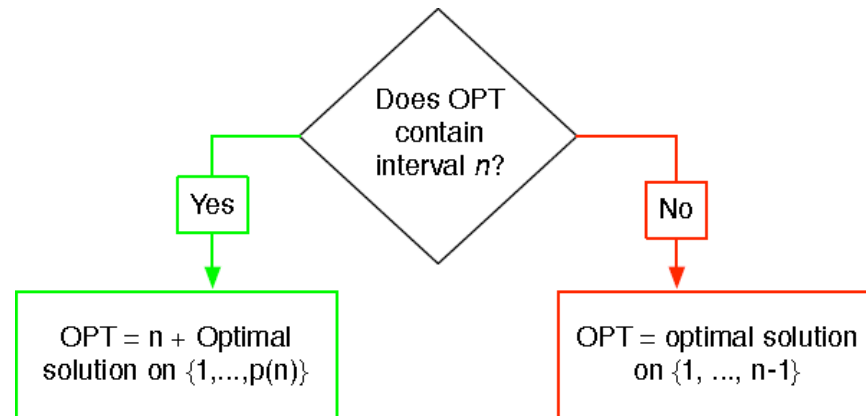 Does OPT
contain
interval n?
Yes
No
OPT = n + Optimal
solution on {1,...,p(n)}
OPT = optimal solution
on {1, ..., n-1}